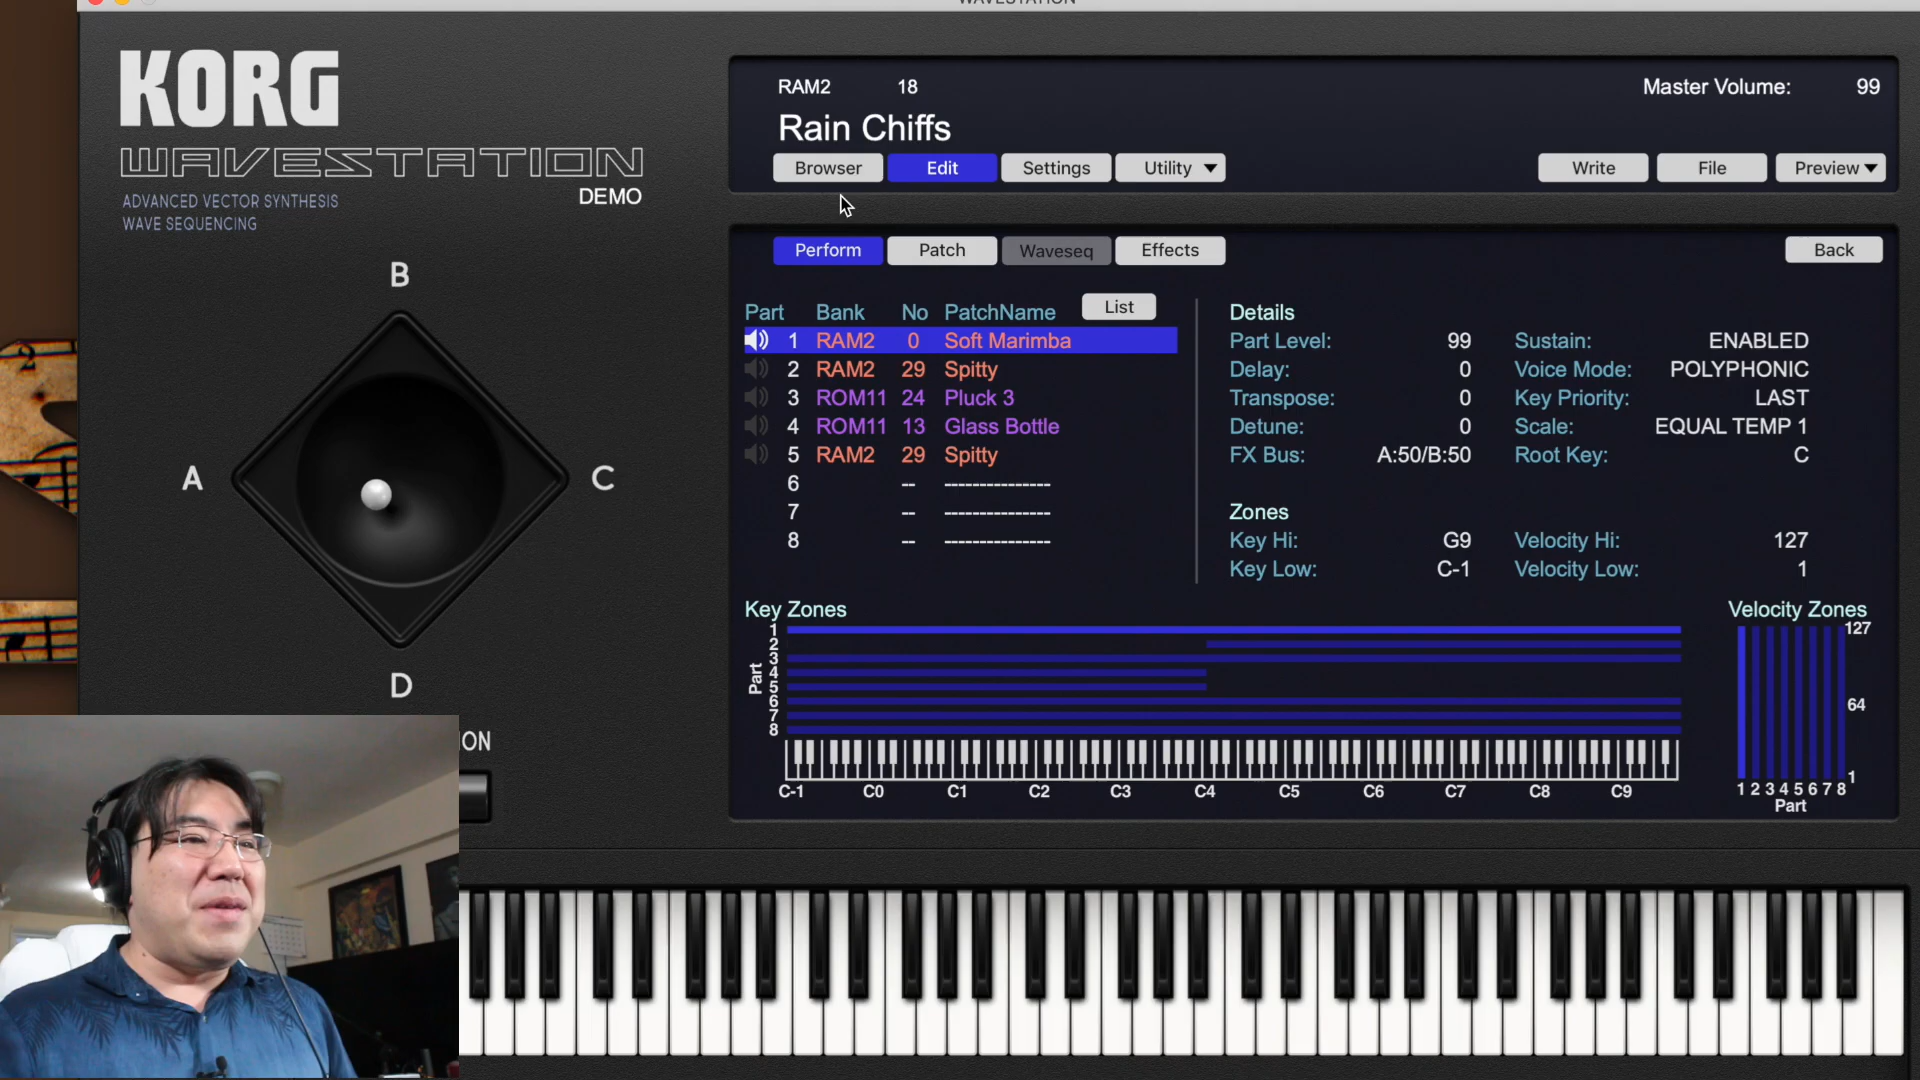 WAVESTATION
KORG
WAVESTATION
DEMO
ADVANCED VECTOR SYNTHESIS
WAVE SEQUENCING
RAM2 18 Master Volume: 99
Rain Chiffs
Browser Edit Settings Utility Write File Preview
Perform Patch Waveseq Effects Back
Part Bank No PatchName List
1 RAM2 0 Soft Marimba
2 RAM2 29 Spitty
3 ROM11 24 Pluck 3
4 ROM11 13 Glass Bottle
5 RAM2 29 Spitty
6 -- ---------------
7 -- ---------------
8 -- ---------------
Details
Part Level: 99 Sustain: ENABLED
Delay: 0 Voice Mode: POLYPHONIC
Transpose: 0 Key Priority: LAST
Detune: 0 Scale: EQUAL TEMP 1
FX Bus: A:50/B:50 Root Key: C
Zones
Key Hi: G9 Velocity Hi: 127
Key Low: C-1 Velocity Low: 1
Key Zones
1
2
3
4
5
6
7
8
Part
C-1 C0 C1 C2 C3 C4 C5 C6 C7 C8 C9
Velocity Zones
127
64
1
1 2 3 4 5 6 7 8
Part
B
A C
D
ON